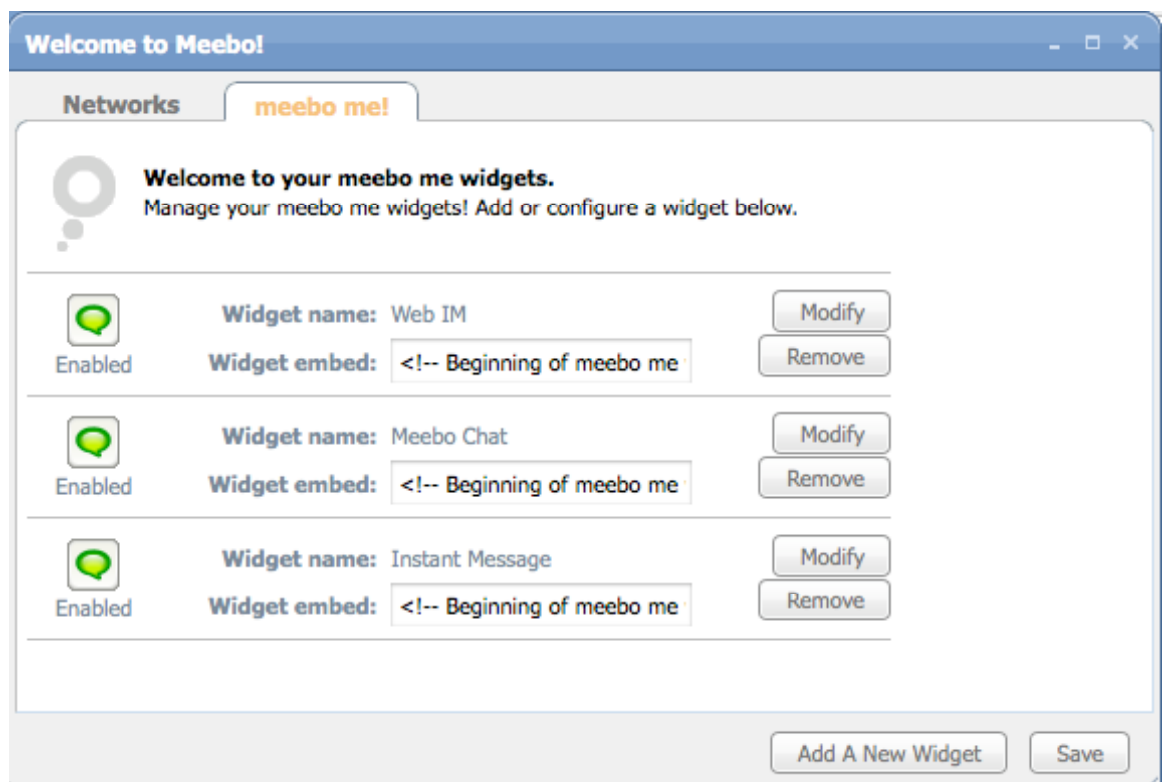 Welcome to Meebo!
Networks meebo me!
Welcome to your meebo me widgets.
Manage your meebo me widgets! Add or configure a widget below.
Widget name: Web IM Modify
Enabled Widget embed: <!-- Beginning of meebo me Remove
Widget name: Meebo Chat Modify
Enabled Widget embed: <!-- Beginning of meebo me Remove
Widget name: Instant Message Modify
Enabled Widget embed: <!-- Beginning of meebo me Remove
Add A New Widget Save